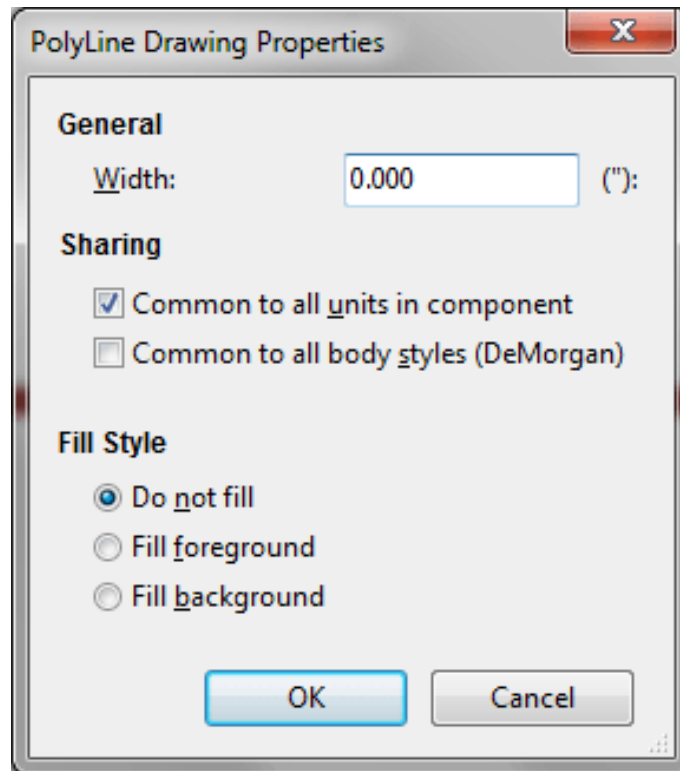 PolyLine Drawing Properties
General
Width: 0.000 ("):
Sharing
Common to all units in component
Common to all body styles (DeMorgan)
Fill Style
Do not fill
Fill foreground
Fill background
OK Cancel